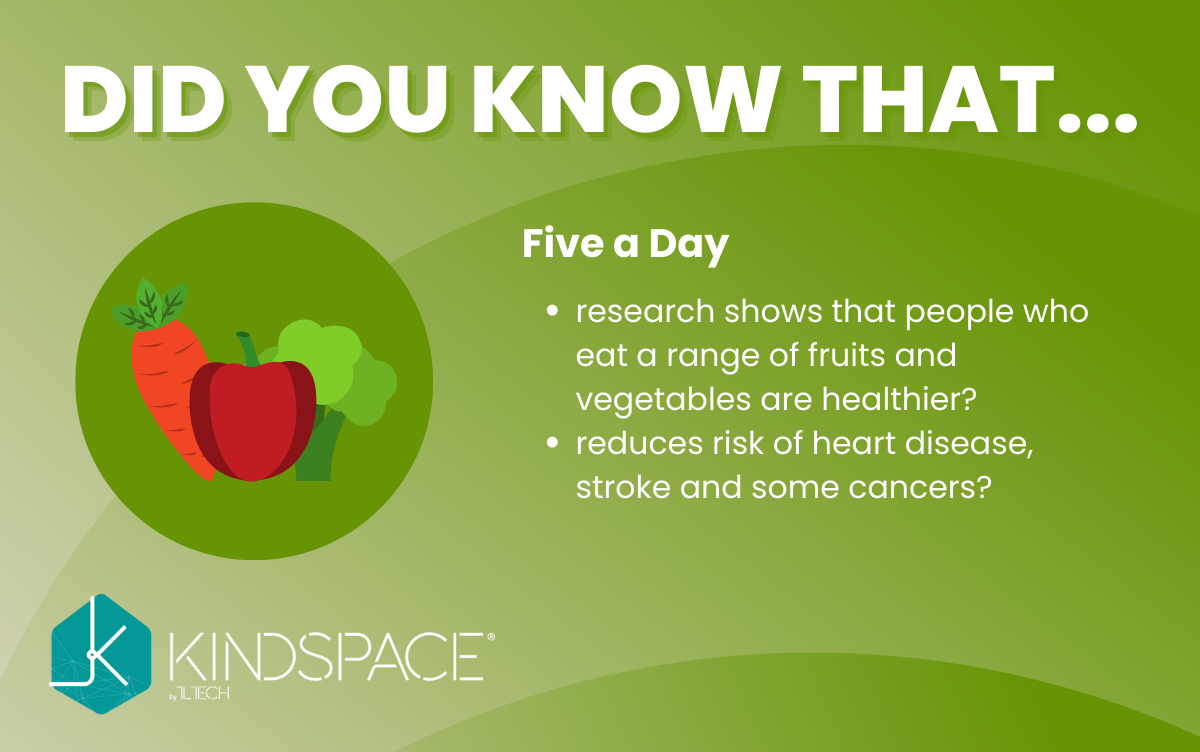 DID YOU KNOW THAT...
Five a Day
• research shows that people who
eat a range of fruits and
vegetables are healthier?
• reduces risk of heart disease,
stroke and some cancers?
KINDSPACE®
by TLTECH